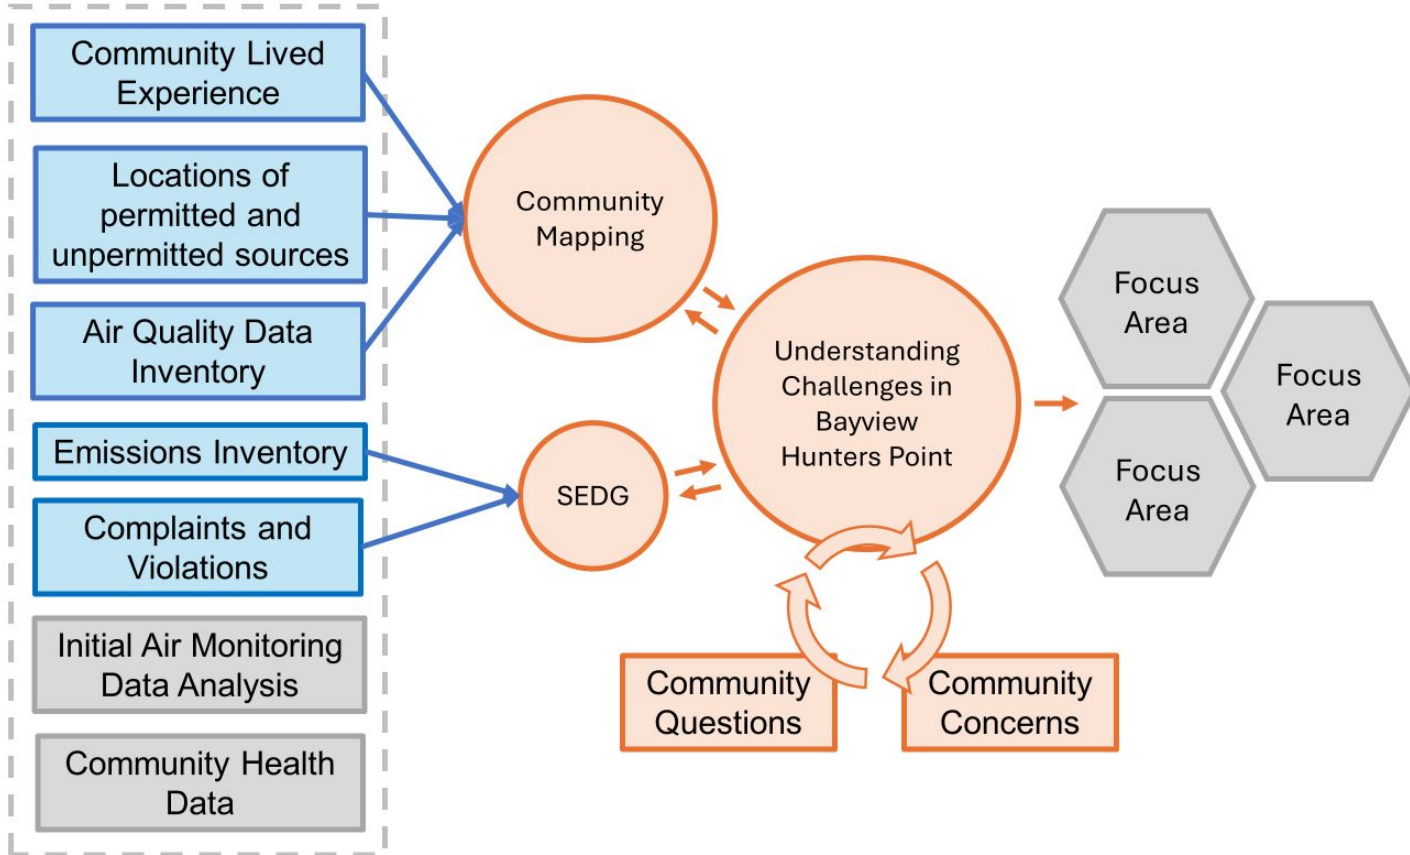 Community Lived
Experience
Locations of
permitted and
unpermitted sources
Air Quality Data
Inventory
Emissions Inventory
Complaints and
Violations
Initial Air Monitoring
Data Analysis
Community Health
Data
Community
Mapping
SEDG
Understanding
Challenges in
Bayview
Hunters Point
Community
Questions
Community
Concerns
Focus
Area
Focus
Area
Focus
Area